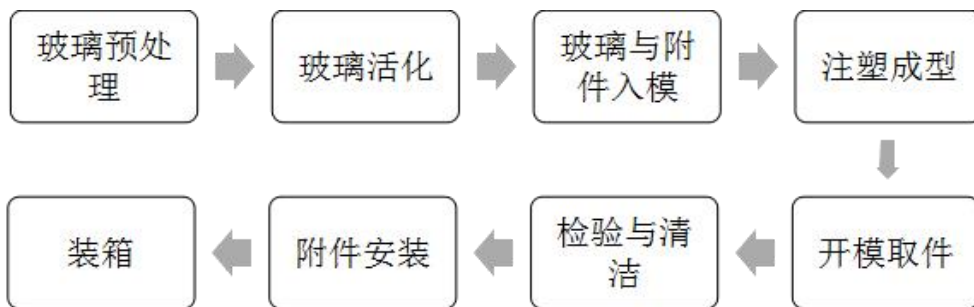 玻璃预处
理
玻璃活化
玻璃与附
件入模
注塑成型
开模取件
检验与清
洁
附件安装
装箱